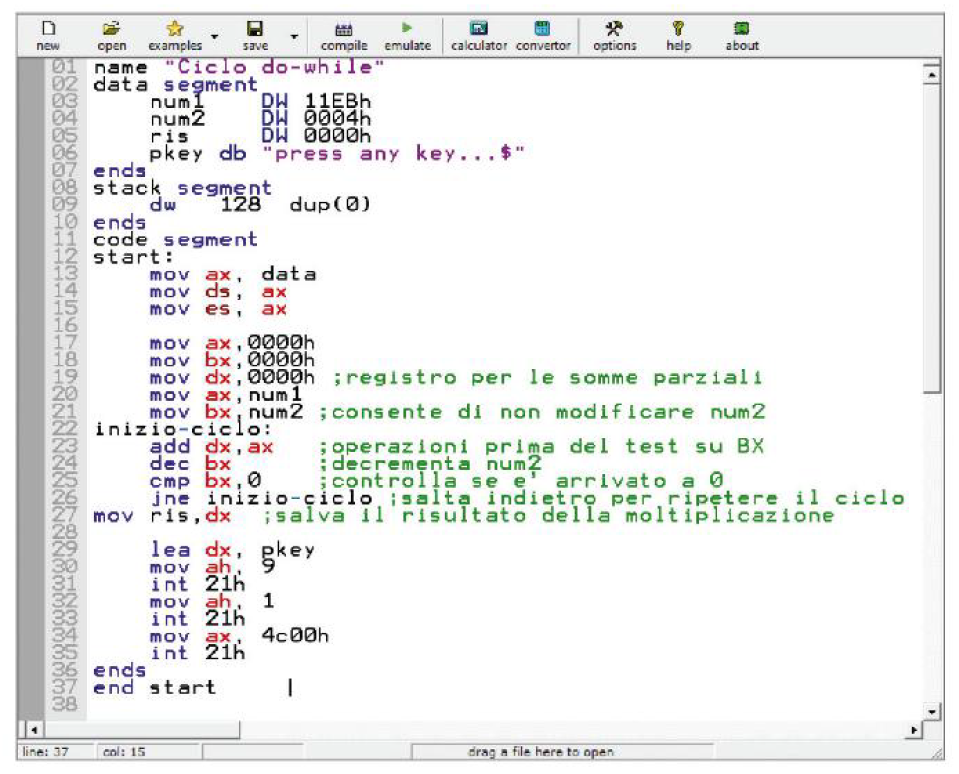 new open examples save compile emulate calculator convertor options help about
01 name "Ciclo do-while"
02 data segment
03 num1 DW 11EBh
04 num2 DW 0004h
05 ris DW 0000h
06 pkey db "press any key...$"
07 ends
08 stack segment
09 dw 128 dup(0)
10 ends
11 code segment
12 start:
13 mov ax, data
14 mov ds, ax
15 mov es, ax
16
17 mov ax,0000h
18 mov bx,0000h
19 mov dx,0000h ;registro per le somme parziali
20 mov ax,num1
21 mov bx,num2 ;consente di non modificare num2
22 inizio-ciclo:
23 add dx,ax ;operazioni prima del test su BX
24 dec bx ;decrementa num2
25 cmp bx,0 ;controlla se e' arrivato a 0
26 jne inizio-ciclo ;salta indietro per ripetere il ciclo
27 mov ris,dx ;salva il risultato della moltiplicazione
28
29 lea dx, pkey
30 mov ah, 9
31 int 21h
32 mov ah, 1
33 int 21h
34 mov ax, 4c00h
35 int 21h
36 ends
37 end start
38
line: 37 col: 15 drag a file here to open